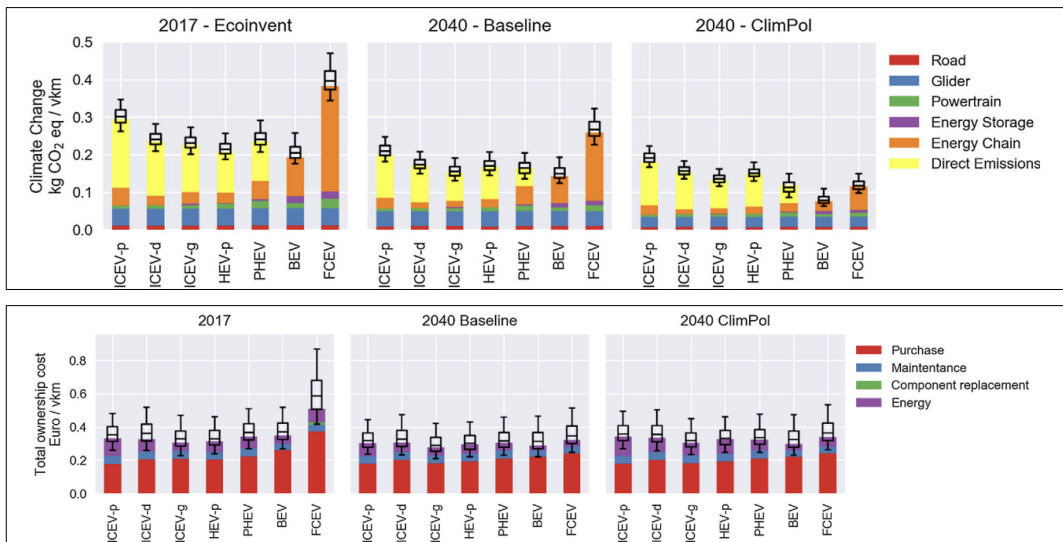 2017 - Ecoinvent
2040 - Baseline
2040 - ClimPol
Climate Change
kg CO₂ eq / vkm
0.5
0.4
0.3
0.2
0.1
0.0
ICEV-p
ICEV-d
ICEV-g
HEV-p
PHEV
BEV
FCEV
ICEV-p
ICEV-d
ICEV-g
HEV-p
PHEV
BEV
FCEV
ICEV-p
ICEV-d
ICEV-g
HEV-p
PHEV
BEV
FCEV
Road
Glider
Powertrain
Energy Storage
Energy Chain
Direct Emissions
2017
2040 Baseline
2040 ClimPol
Total ownership cost
Euro / vkm
0.8
0.6
0.4
0.2
0.0
ICEV-p
ICEV-d
ICEV-g
HEV-p
PHEV
BEV
FCEV
ICEV-p
ICEV-d
ICEV-g
HEV-p
PHEV
BEV
FCEV
ICEV-p
ICEV-d
ICEV-g
HEV-p
PHEV
BEV
FCEV
Purchase
Maintentance
Component replacement
Energy